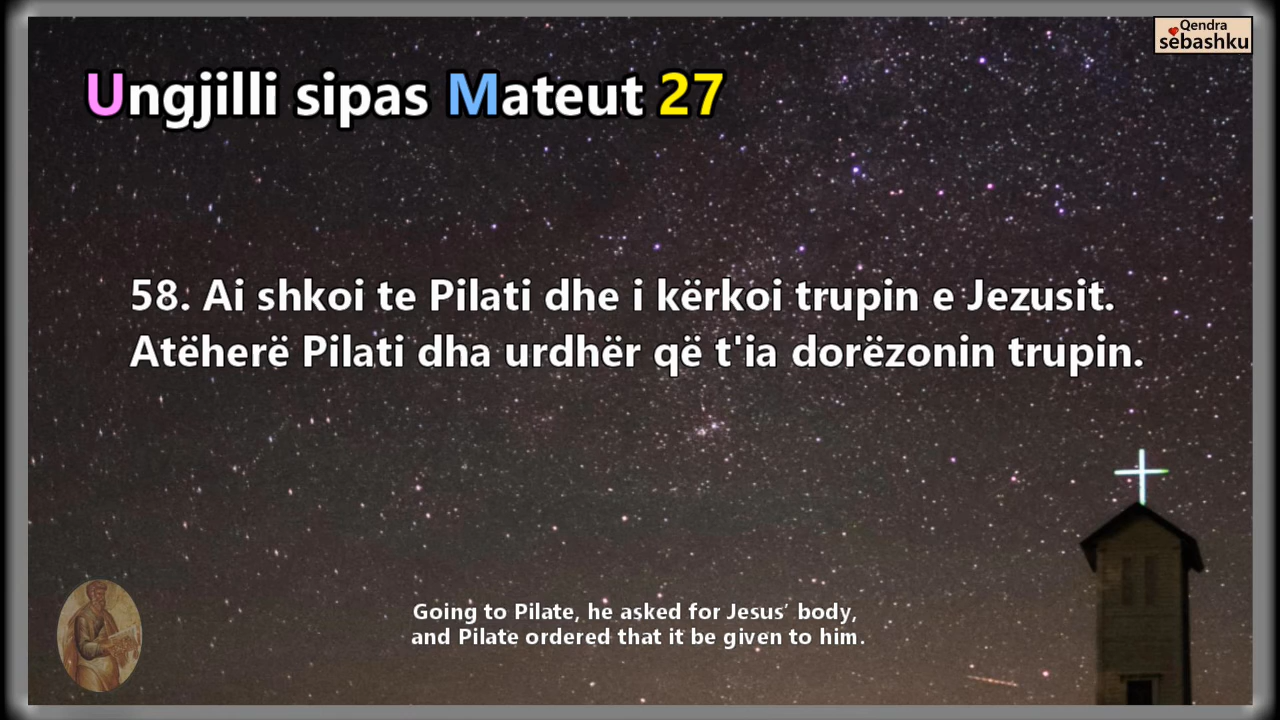 Qendra
sebashku
Ungjilli sipas Mateut 27
58. Ai shkoi te Pilati dhe i kërkoi trupin e Jezusit.
Atëherë Pilati dha urdhër që t'ia dorëzonin trupin.
Going to Pilate, he asked for Jesus’ body,
and Pilate ordered that it be given to him.